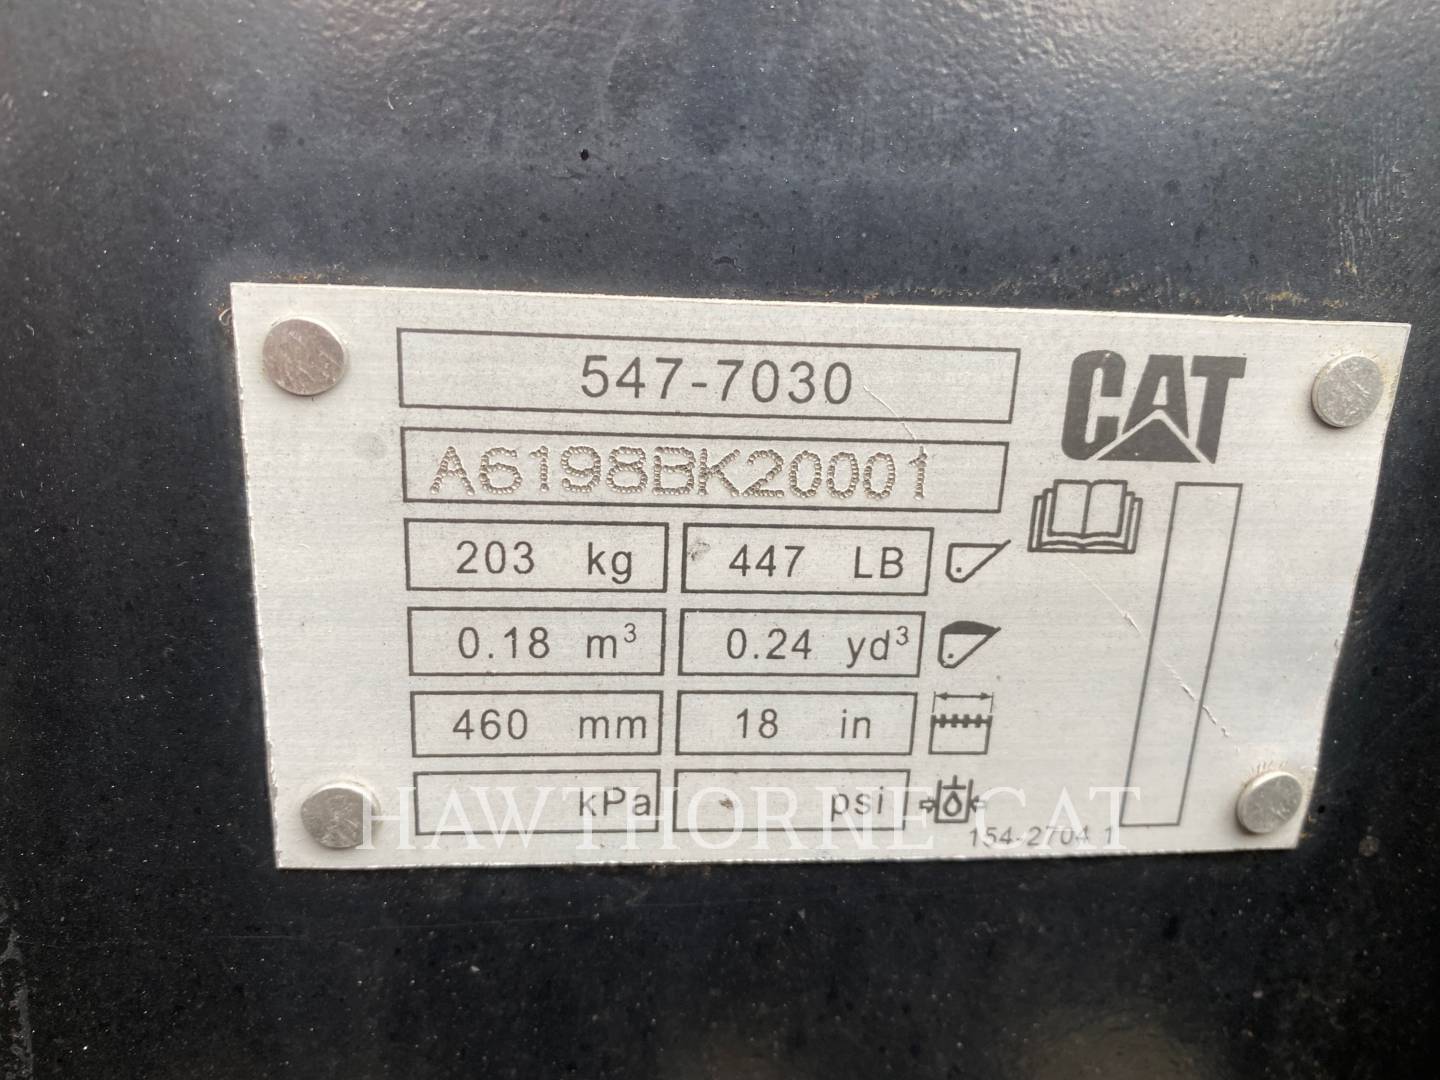 547-7030
CAT
A6198BK20001
203 kg 447 LB
0.18 m³ 0.24 yd³
460 mm 18 in
kPa psi
HAWTHORNE CAT
154-2704 1